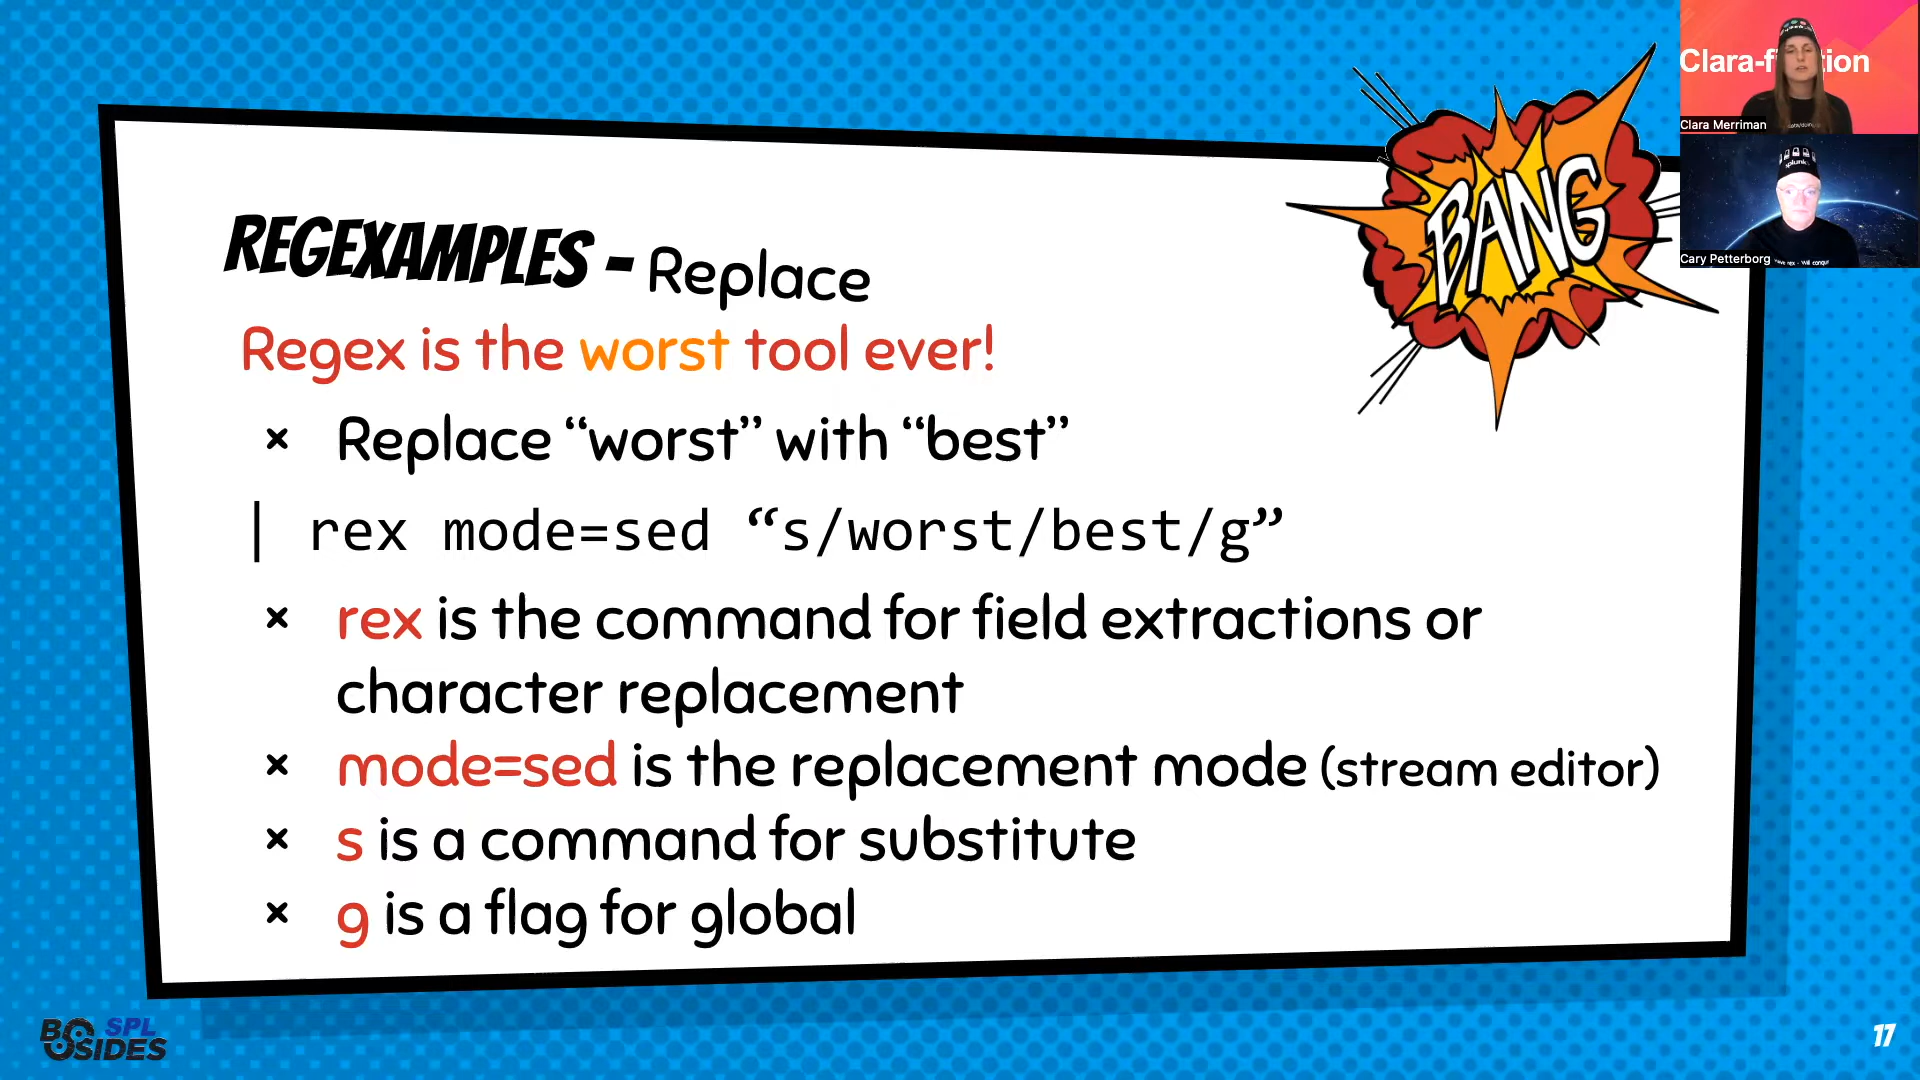 REGEXAMPLES - Replace
Regex is the worst tool ever!
× Replace “worst” with “best”
| rex mode=sed “s/worst/best/g”
× rex is the command for field extractions or
character replacement
× mode=sed is the replacement mode (stream editor)
× s is a command for substitute
× g is a flag for global
BANG
Clara Merriman
splunk
Cary Petterborg
BSIDES SPL
17